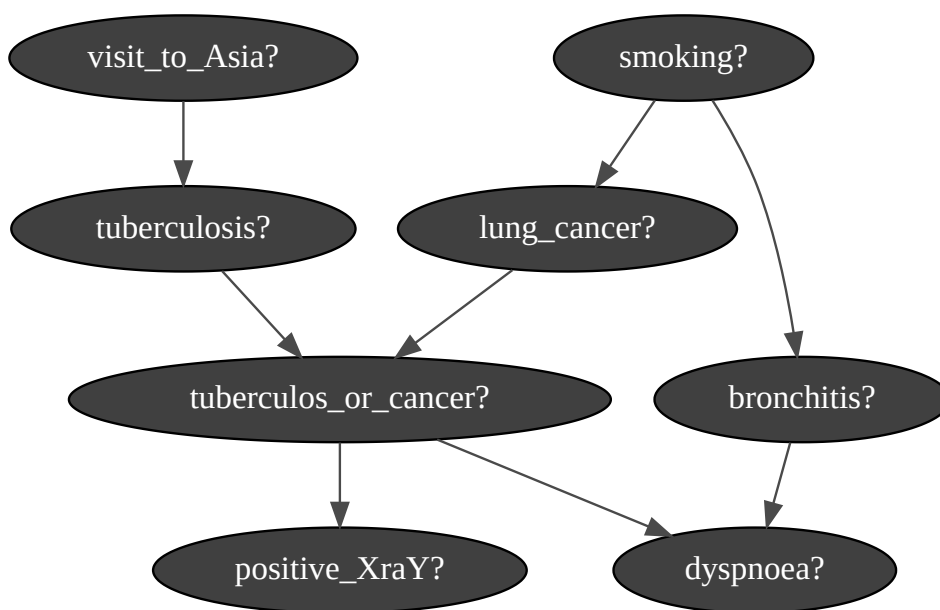 visit_to_Asia?
smoking?
tuberculosis?
lung_cancer?
tuberculos_or_cancer?
bronchitis?
positive_XraY?
dyspnoea?